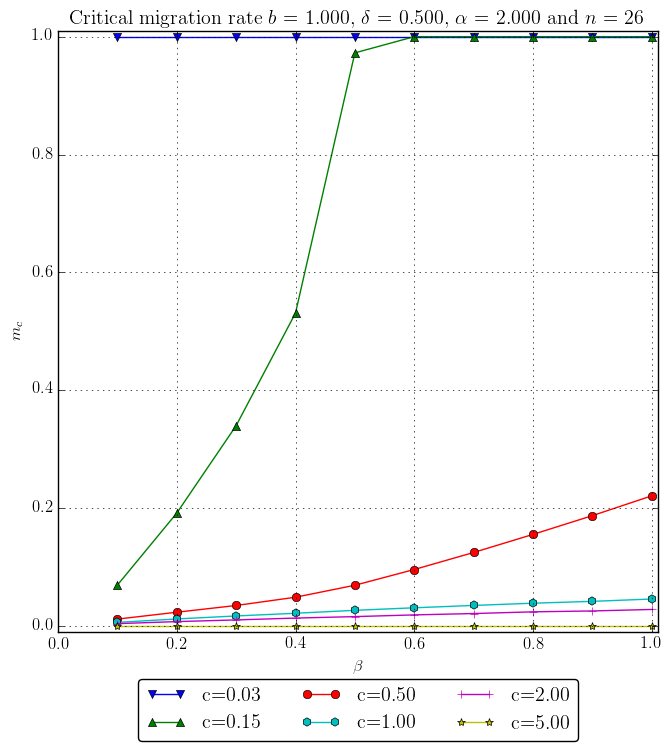 Critical migration rate b = 1.000, δ = 0.500, α = 2.000 and n = 26
1.0
0.8
0.6
0.4
0.2
0.0
m_c
0.0 0.2 0.4 0.6 0.8 1.0
β
c=0.03 c=0.50 c=2.00
c=0.15 c=1.00 c=5.00